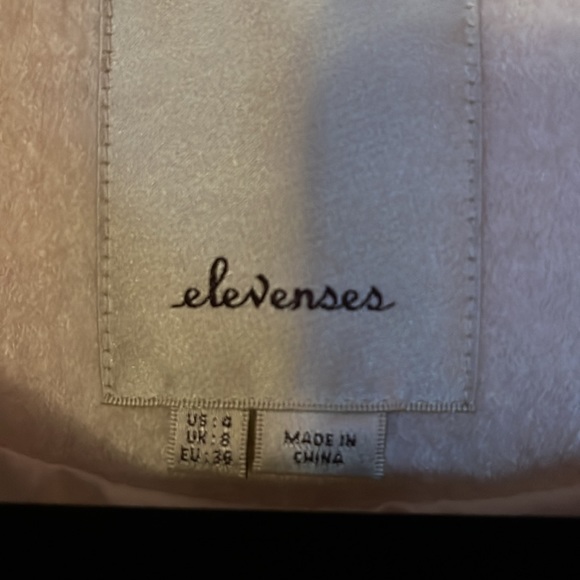 elevenses
US : 4
UK : 8
EU : 36
MADE IN
CHINA